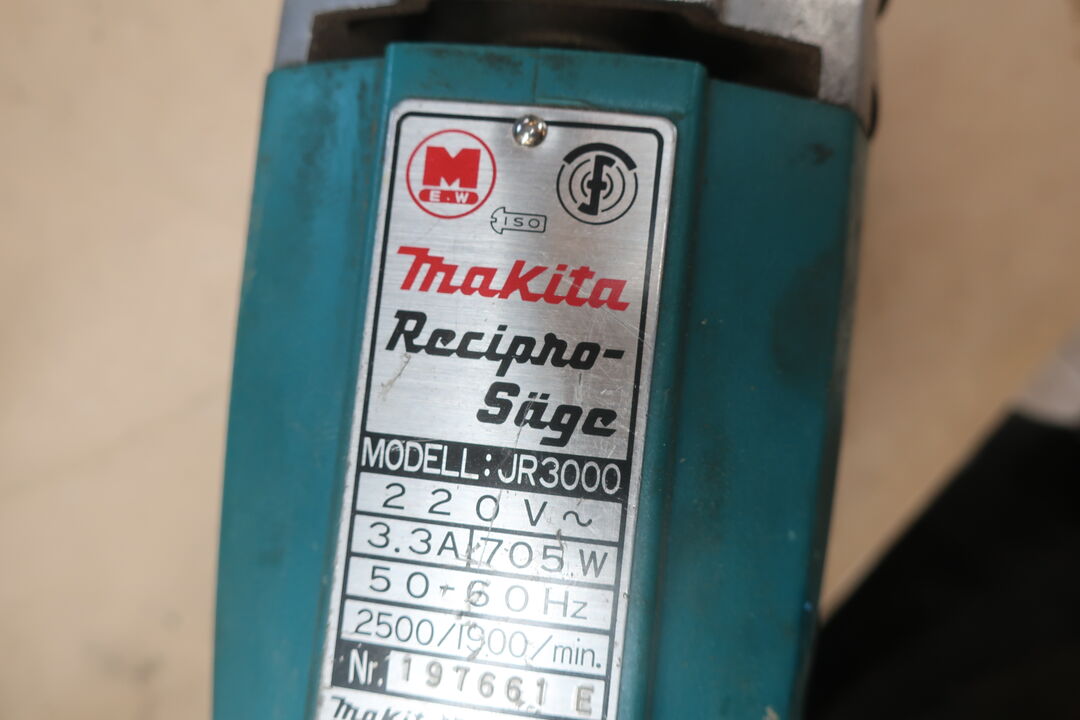 M
E.W
ISO
Makita
Recipro-
Säge
MODELL: JR3000
220V~
3.3A 705W
50-60Hz
2500/1900/min.
Nr. 197661 E